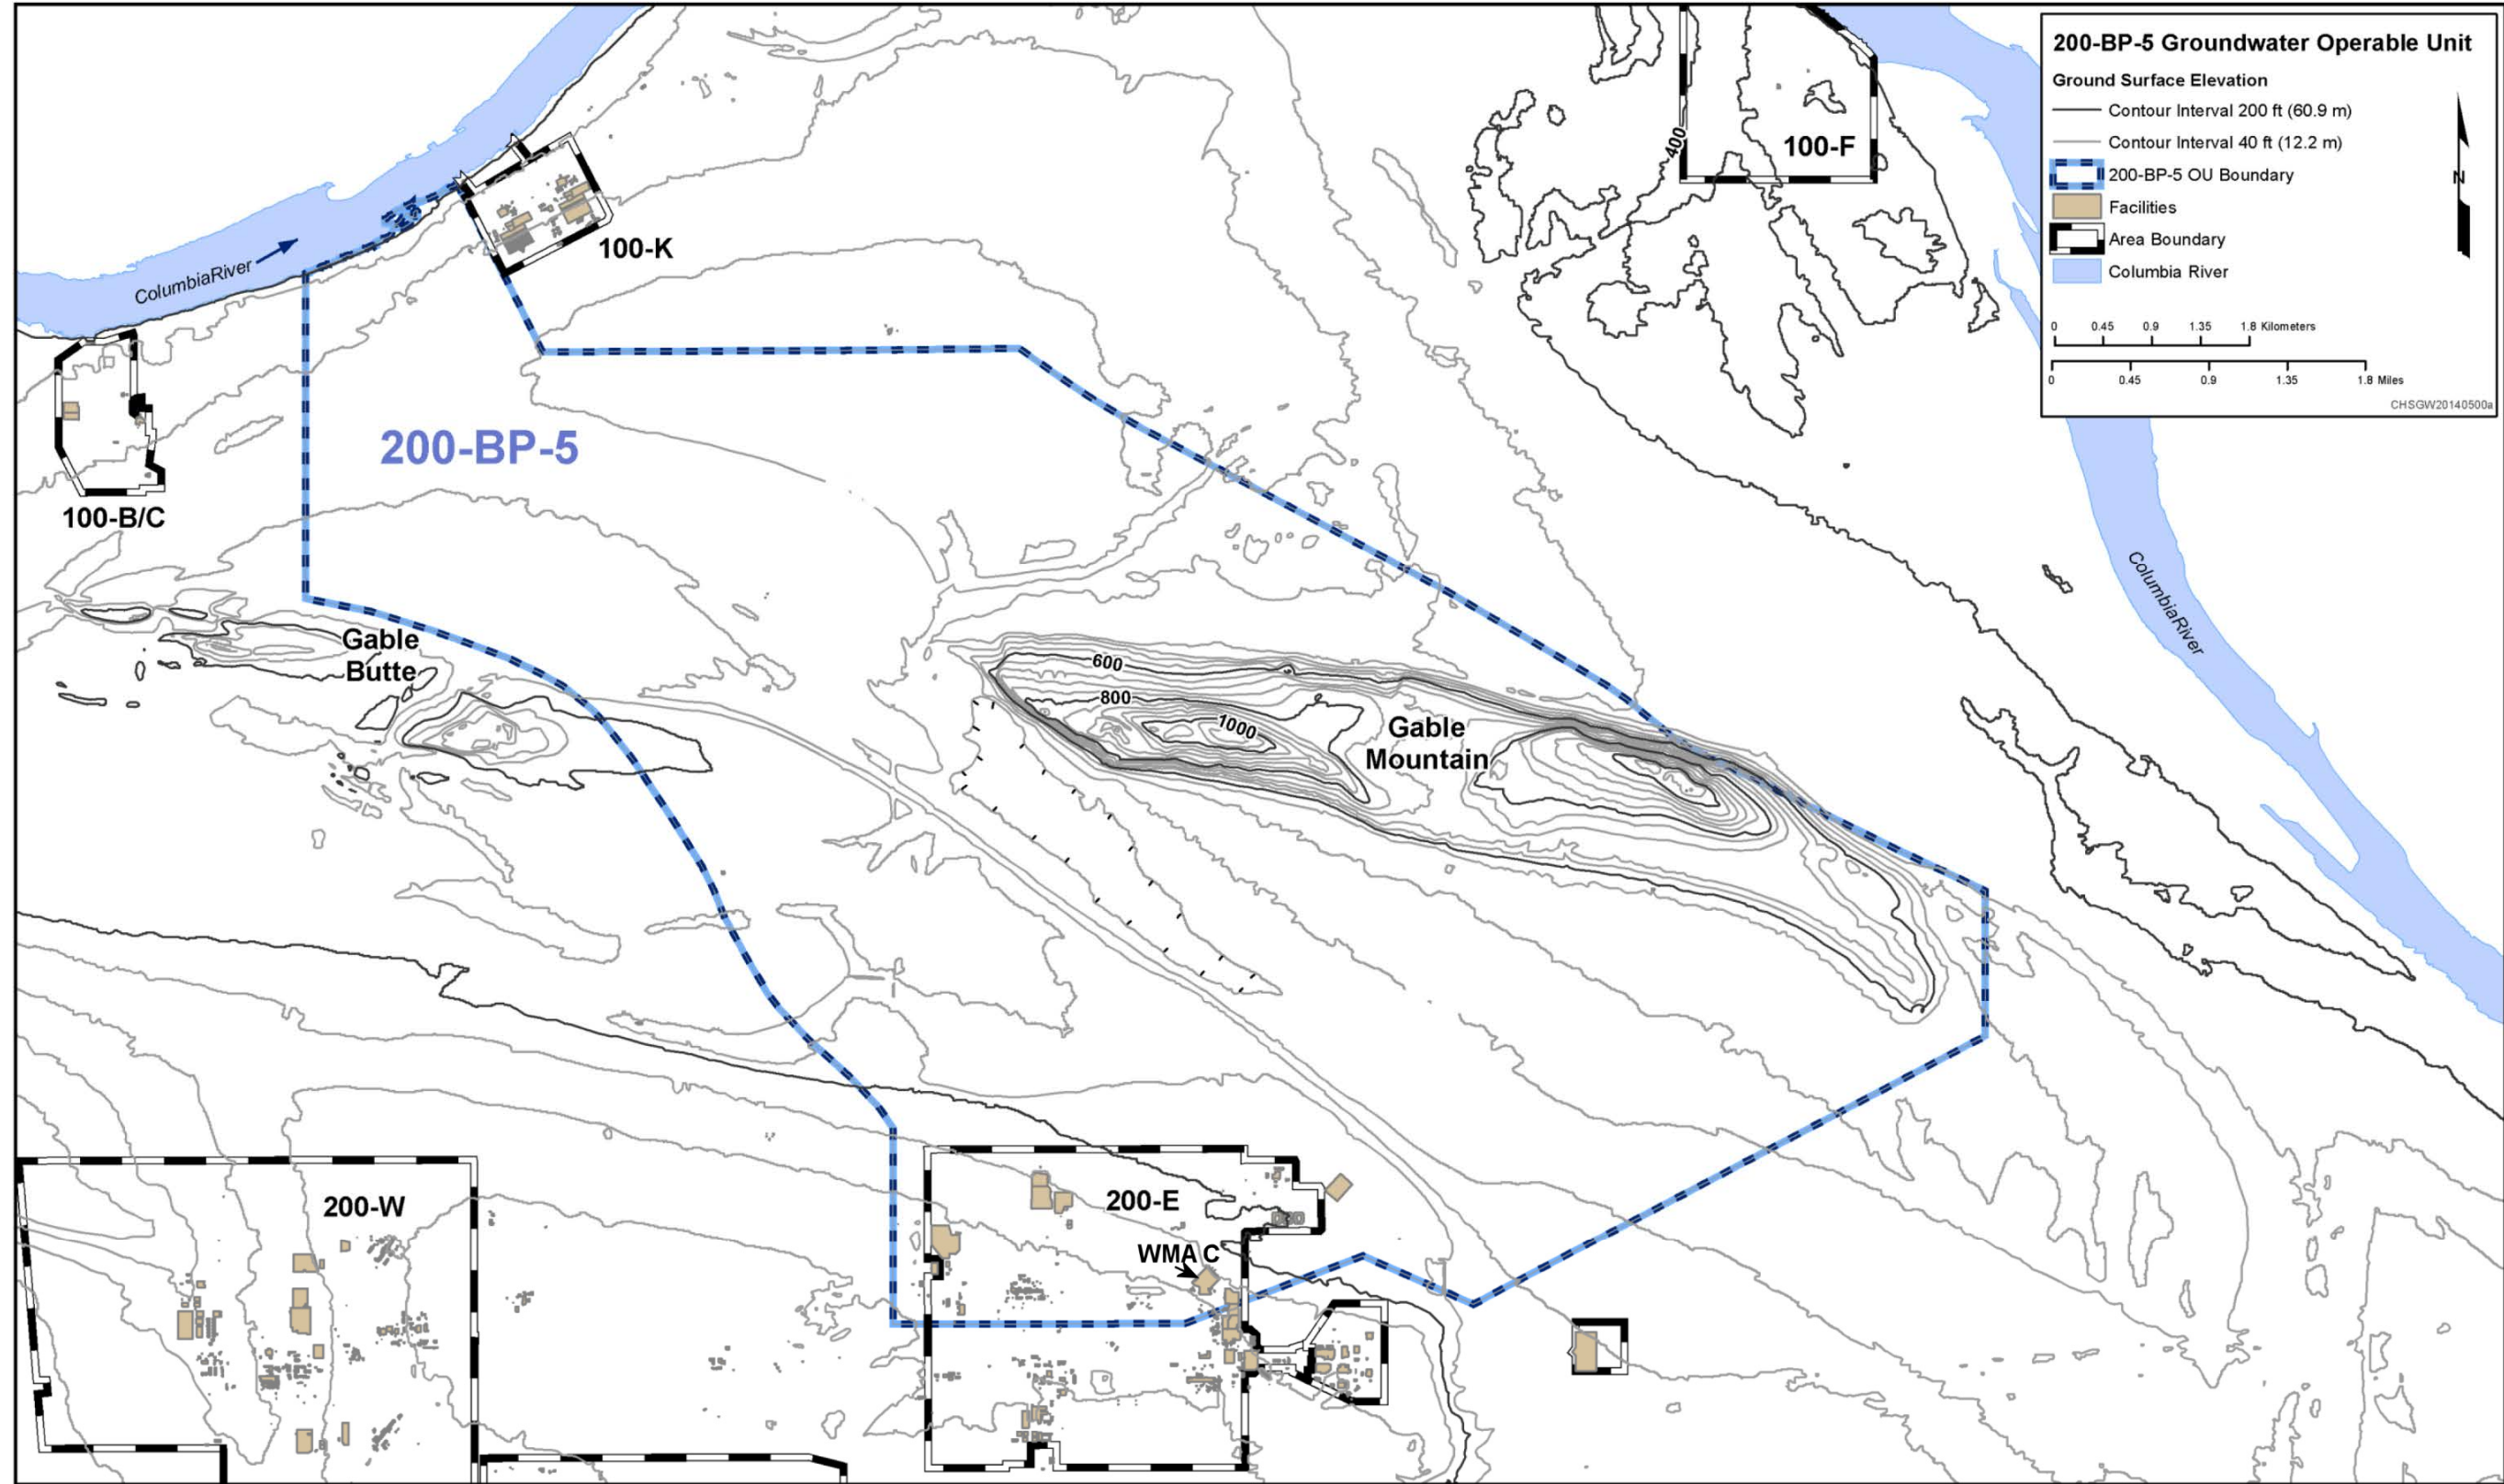 200-BP-5 Groundwater Operable Unit
Ground Surface Elevation
Contour Interval 200 ft (60.9 m)
Contour Interval 40 ft (12.2 m)
200-BP-5 OU Boundary
Facilities
Area Boundary
Columbia River
N
0 0.45 0.9 1.35 1.8 Kilometers
0 0.45 0.9 1.35 1.8 Miles
CHSGW20140500a
400
100-F
100-K
ColumbiaRiver
200-BP-5
100-B/C
ColumbiaRiver
Gable
Butte
600
800
1000
Gable
Mountain
200-W
200-E
WMA C